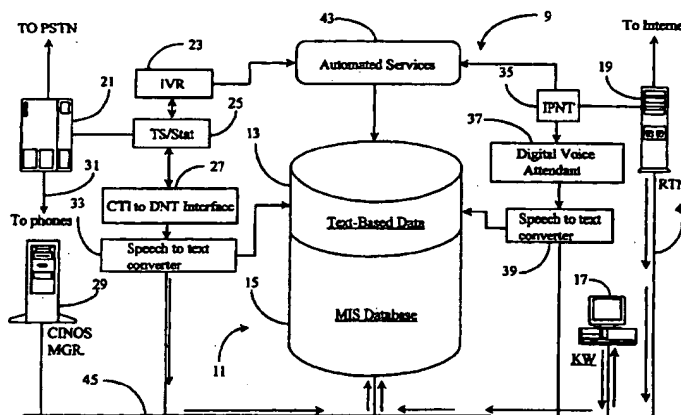 TO PSTN
43
9
To Internet
23
21
IVR
Automated Services
35
19
25
IPNT
TS/Stat
37
13
27
Digital Voice
Attendant
31
CTI to DNT Interface
To phones
33
Text-Based Data
Speech to text
converter
Speech to text
converter
39
29
15
17
MIS Database
CINOS
MGR.
11
KW
45